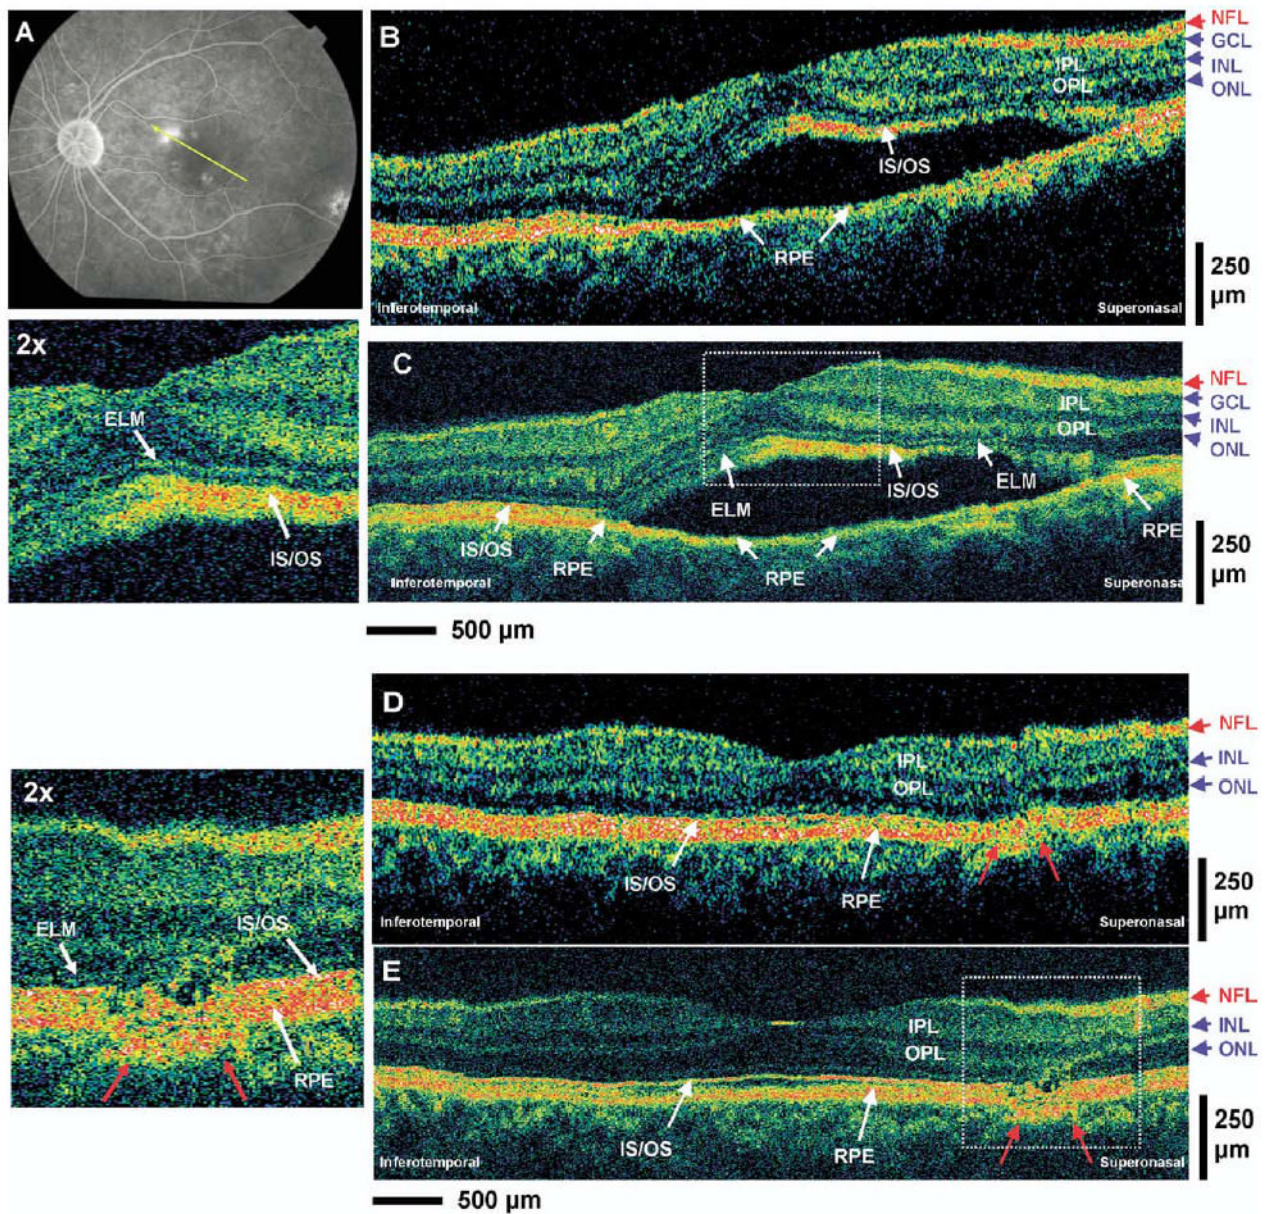 A
B
NFL
GCL
INL
ONL
IPL
OPL
IS/OS
RPE
Inferotemporal
Superonasal
250
µm
2x
ELM
IS/OS
C
NFL
GCL
INL
ONL
IPL
OPL
ELM
IS/OS
ELM
IS/OS
RPE
RPE
RPE
Inferotemporal
Superonasal
250
µm
500 µm
D
NFL
INL
ONL
IPL
OPL
IS/OS
RPE
Inferotemporal
Superonasal
250
µm
2x
ELM
IS/OS
RPE
E
NFL
INL
ONL
IPL
OPL
IS/OS
RPE
Inferotemporal
Superonasal
250
µm
500 µm